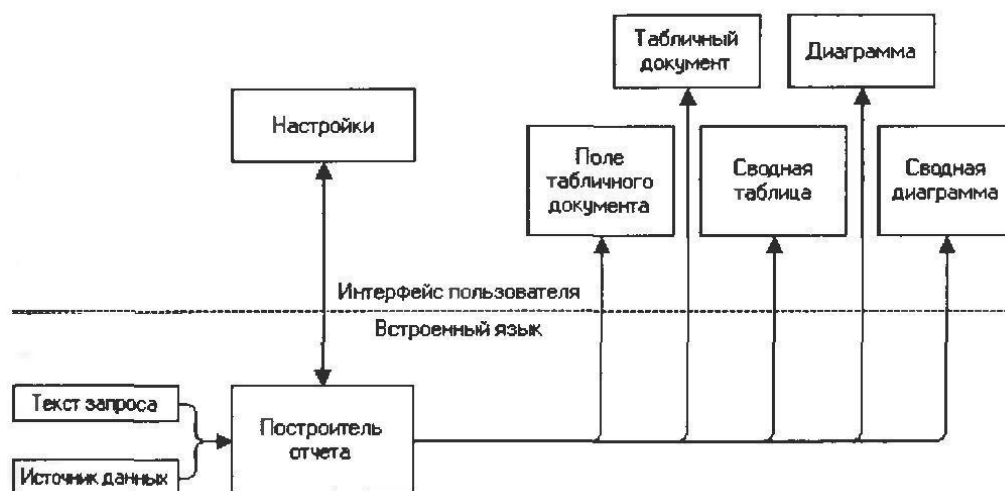 Табличный
документ
Диаграмма
Настройки
Поле
табличного
документа
Сводная
таблица
Сводная
диаграмма
Интерфейс пользователя
Встроенный язык
Текст запроса
Построитель
отчета
Источник данных